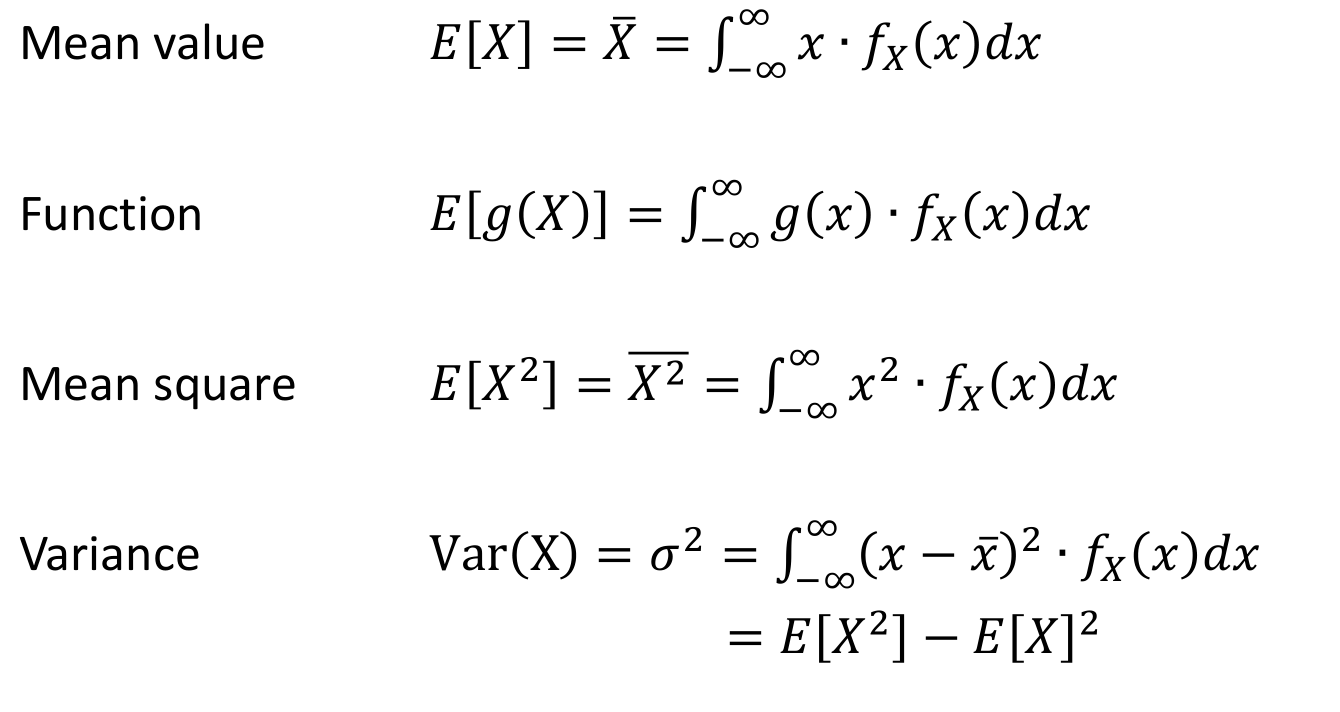 Mean value E[X] = X̄ = ∫_{-∞}^{∞} x · f_X(x)dx
Function E[g(X)] = ∫_{-∞}^{∞} g(x) · f_X(x)dx
Mean square E[X²] = \overline{X²} = ∫_{-∞}^{∞} x² · f_X(x)dx
Variance Var(X) = σ² = ∫_{-∞}^{∞} (x − x̄)² · f_X(x)dx
= E[X²] − E[X]²